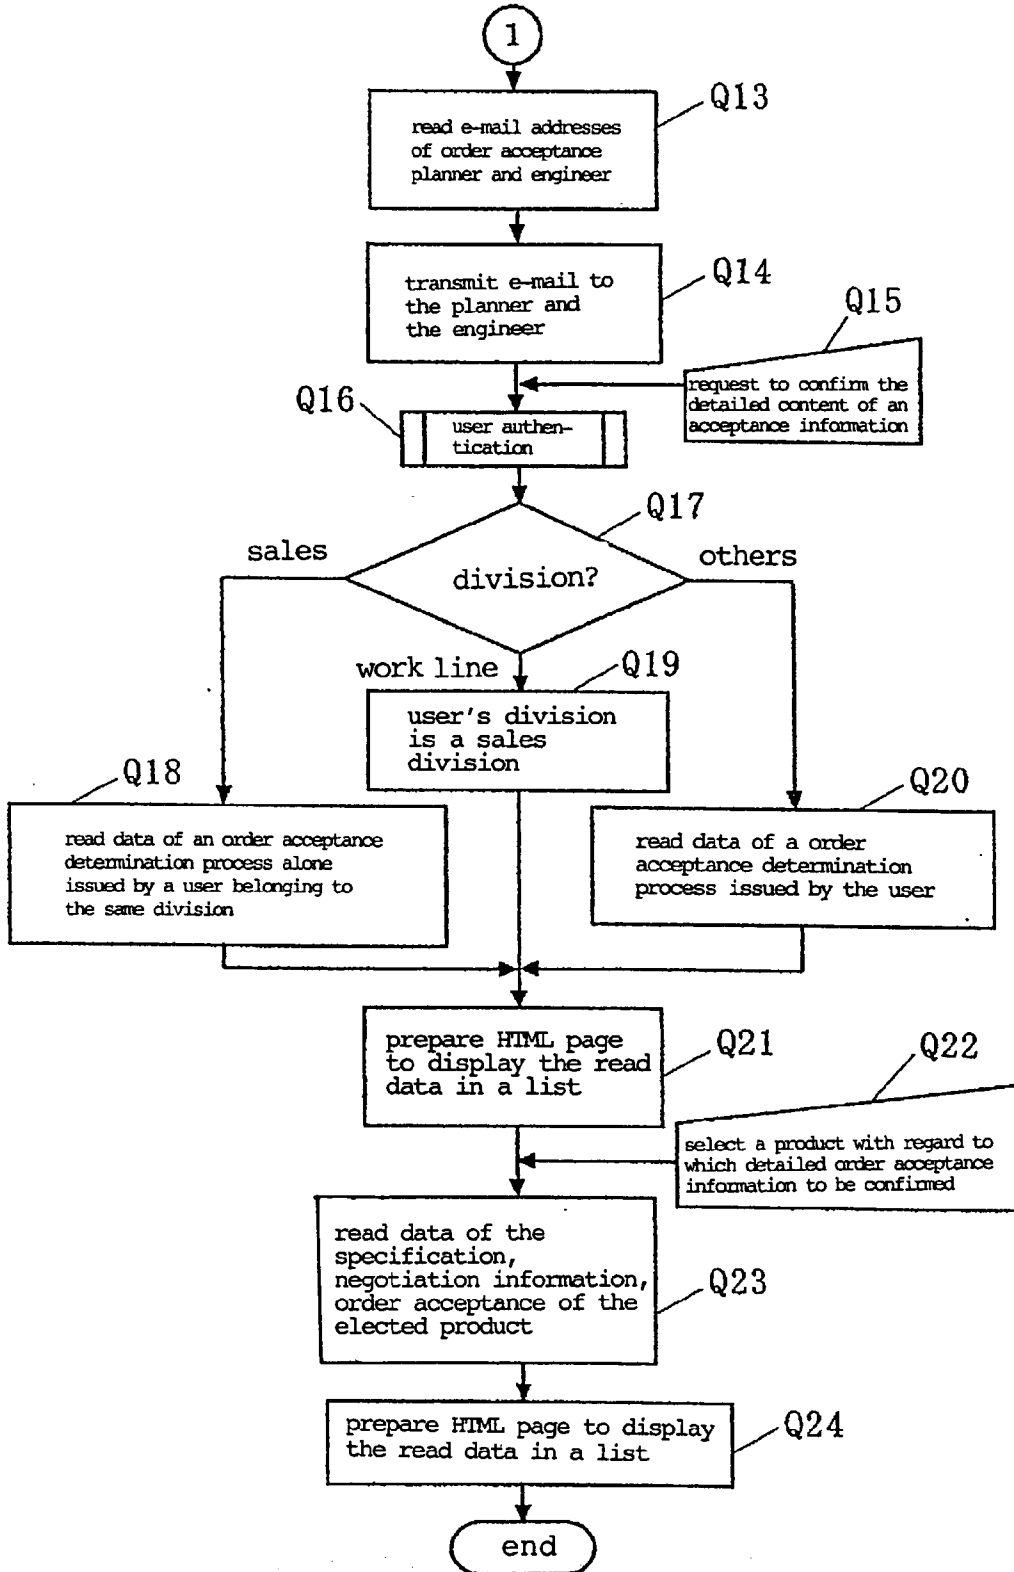 1
Q13
read e-mail addresses
of order acceptance
planner and engineer
Q14
transmit e-mail to
the planner and
the engineer
Q15
request to confirm the
detailed content of an
acceptance information
Q16
user authen-
tication
Q17
sales
others
division?
work line
Q19
user's division
is a sales
division
Q18
read data of an order acceptance
determination process alone
issued by a user belonging to
the same division
Q20
read data of a order
acceptance determination
process issued by the user
Q21
prepare HTML page
to display the read
data in a list
Q22
select a product with regard to
which detailed order acceptance
information to be confirmed
read data of the
specification,
negotiation information,
order acceptance of the
elected product
Q23
prepare HTML page to display
the read data in a list
Q24
end